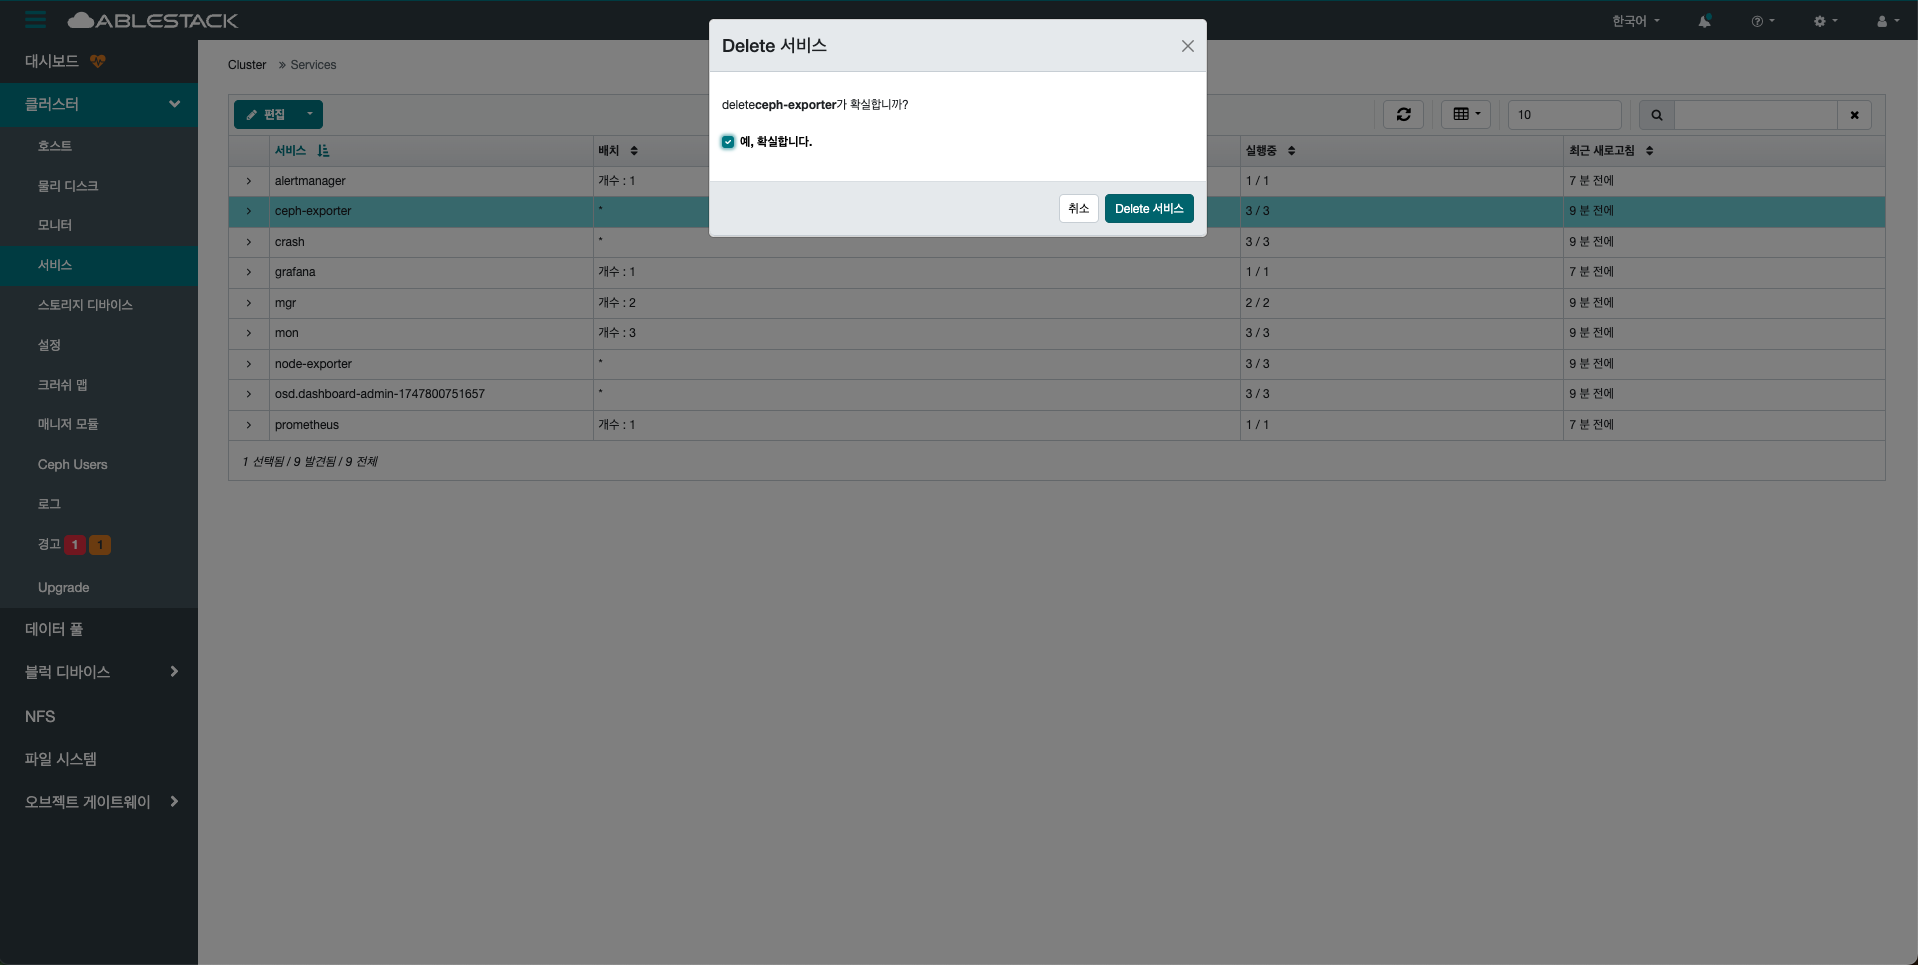 ABLESTACK
한국어
대시보드
클러스터
호스트
물리 디스크
모니터
서비스
스토리지 디바이스
설정
크러쉬 맵
매니저 모듈
Ceph Users
로그
경고 1 1
Upgrade
데이터 풀
블럭 디바이스
NFS
파일 시스템
오브젝트 게이트웨이
Cluster » Services
편집
10
서비스 배치 실행중 최근 새로고침
alertmanager 개수 : 1 1 / 1 7 분 전에
ceph-exporter * 3 / 3 9 분 전에
crash * 3 / 3 9 분 전에
grafana 개수 : 1 1 / 1 7 분 전에
mgr 개수 : 2 2 / 2 9 분 전에
mon 개수 : 3 3 / 3 9 분 전에
node-exporter * 3 / 3 9 분 전에
osd.dashboard-admin-1747800751657 * 3 / 3 9 분 전에
prometheus 개수 : 1 1 / 1 7 분 전에
1 선택됨 / 9 발견됨 / 9 전체
Delete 서비스
deleteceph-exporter가 확실합니까?
예, 확실합니다.
취소
Delete 서비스